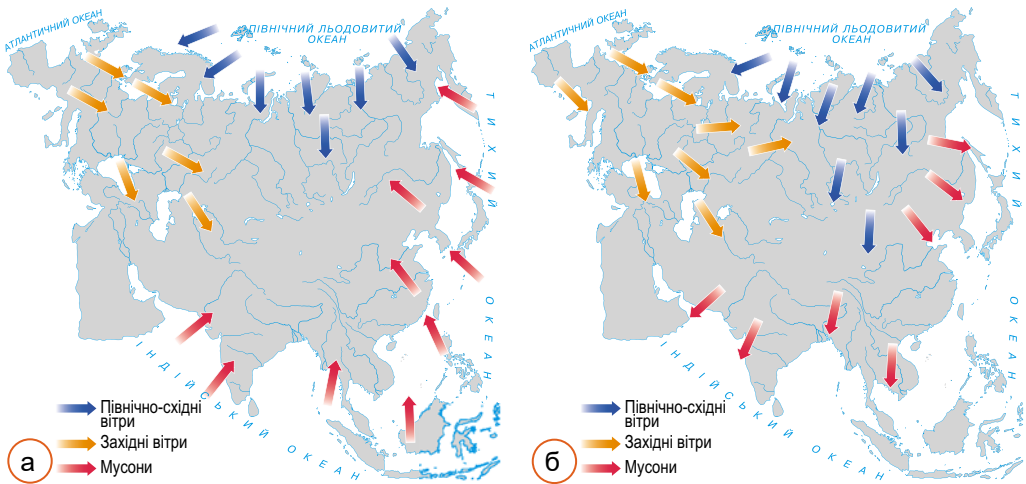 АТЛАНТИЧНИЙ ОКЕАН
ПІВНІЧНИЙ ЛЬОДОВИТИЙ
ОКЕАН
ТИХИЙ
ОКЕАН
ІНДІЙСЬКИЙ ОКЕАН
Північно-східні
вітри
Західні вітри
Мусони
а
АТЛАНТИЧНИЙ ОКЕАН
ПІВНІЧНИЙ ЛЬОДОВИТИЙ
ОКЕАН
ТИХИЙ
ОКЕАН
ІНДІЙСЬКИЙ ОКЕАН
Північно-східні
вітри
Західні вітри
Мусони
б